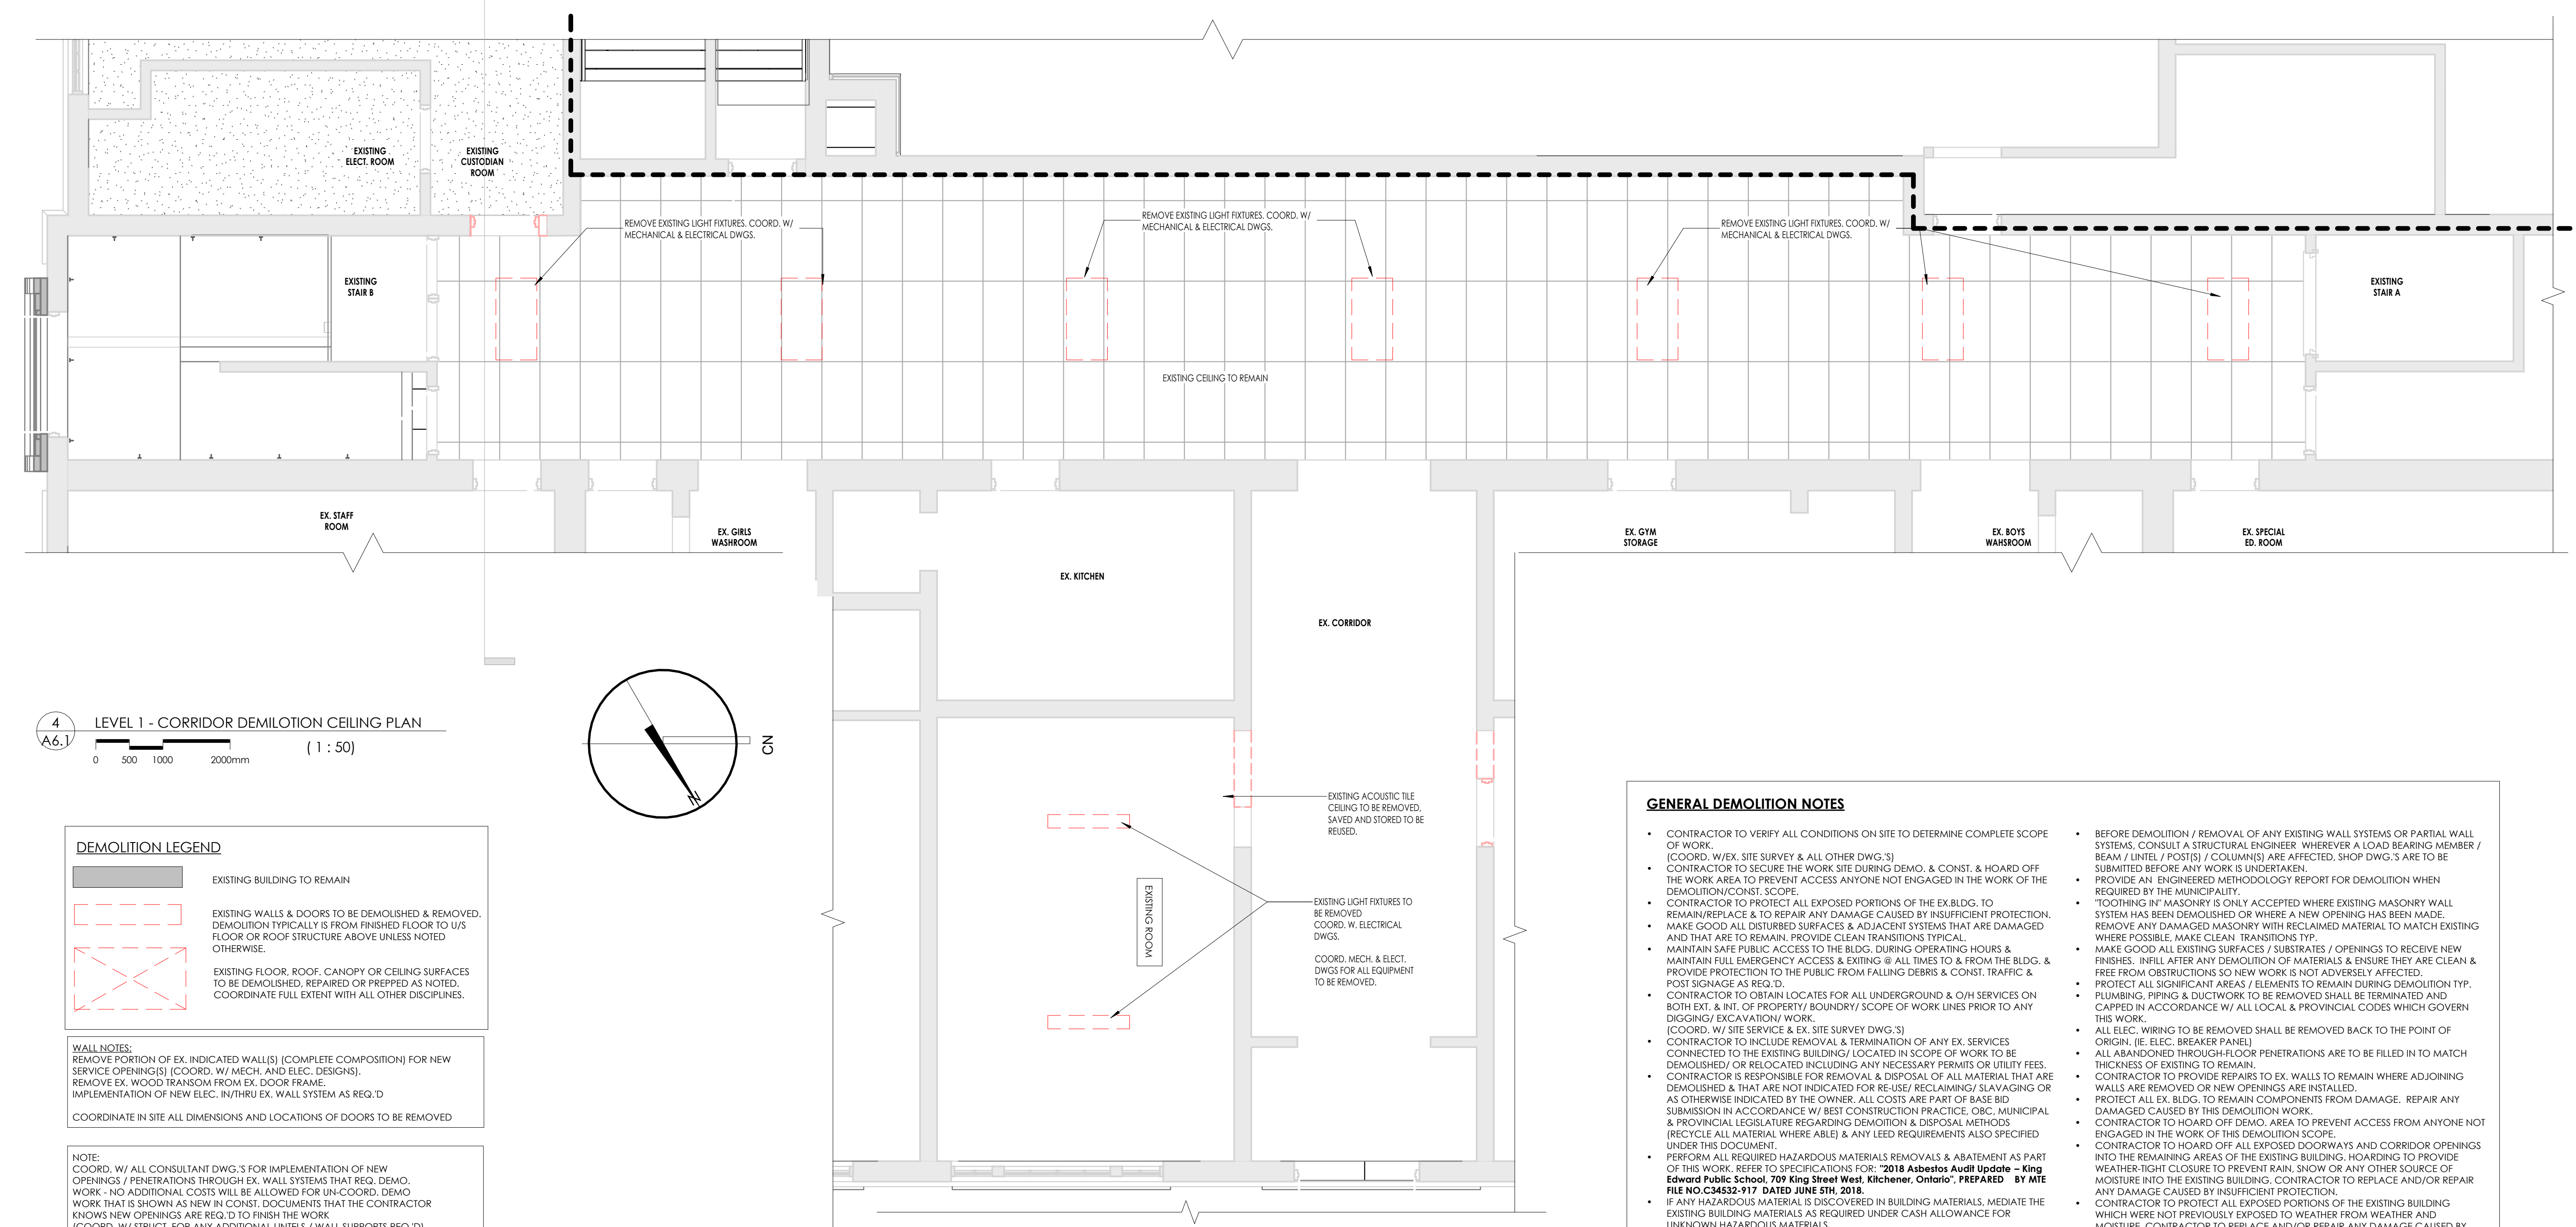 EXISTING
ELECT. ROOM
EXISTING
CUSTODIAN
ROOM
REMOVE EXISTING LIGHT FIXTURES. COORD. W/
MECHANICAL & ELECTRICAL DWGS.
REMOVE EXISTING LIGHT FIXTURES. COORD. W/
MECHANICAL & ELECTRICAL DWGS.
REMOVE EXISTING LIGHT FIXTURES. COORD. W/
MECHANICAL & ELECTRICAL DWGS.
EXISTING
STAIR B
EXISTING
STAIR A
EXISTING CEILING TO REMAIN
EX. STAFF
ROOM
EX. GIRLS
WASHROOM
EX. KITCHEN
EX. CORRIDOR
EX. GYM
STORAGE
EX. BOYS
WAHSROOM
EX. SPECIAL
ED. ROOM
4
A6.1
LEVEL 1 - CORRIDOR DEMILOTION CEILING PLAN
( 1 : 50)
0 500 1000 2000mm
CN
N
EXISTING ACOUSTIC TILE
CEILING TO BE REMOVED,
SAVED AND STORED TO BE
REUSED.
EXISTING ROOM
EXISTING LIGHT FIXTURES TO
BE REMOVED
COORD. W. ELECTRICAL
DWGS.
COORD. MECH. & ELECT.
DWGS FOR ALL EQUIPMENT
TO BE REMOVED.
DEMOLITION LEGEND
EXISTING BUILDING TO REMAIN
EXISTING WALLS & DOORS TO BE DEMOLISHED & REMOVED.
DEMOLITION TYPICALLY IS FROM FINISHED FLOOR TO U/S
FLOOR OR ROOF STRUCTURE ABOVE UNLESS NOTED
OTHERWISE.
EXISTING FLOOR, ROOF, CANOPY OR CEILING SURFACES
TO BE DEMOLISHED, REPAIRED OR PREPPED AS NOTED.
COORDINATE FULL EXTENT WITH ALL OTHER DISCIPLINES.
WALL NOTES:
REMOVE PORTION OF EX. INDICATED WALL(S) (COMPLETE COMPOSITION) FOR NEW
SERVICE OPENING(S) (COORD. W/ MECH. AND ELEC. DESIGNS).
REMOVE EX. WOOD TRANSOM FROM EX. DOOR FRAME.
IMPLEMENTATION OF NEW ELEC. IN/THRU EX. WALL SYSTEM AS REQ.'D
COORDINATE IN SITE ALL DIMENSIONS AND LOCATIONS OF DOORS TO BE REMOVED
NOTE:
COORD. W/ ALL CONSULTANT DWG.'S FOR IMPLEMENTATION OF NEW
OPENINGS / PENETRATIONS THROUGH EX. WALL SYSTEMS THAT REQ. DEMO.
WORK - NO ADDITIONAL COSTS WILL BE ALLOWED FOR UN-COORD. DEMO
WORK THAT IS SHOWN AS NEW IN CONST. DOCUMENTS THAT THE CONTRACTOR
KNOWS NEW OPENINGS ARE REQ.'D TO FINISH THE WORK
(COORD. W/ STRUCT. FOR ANY ADDITIONAL LINTELS / WALL SUPPORTS REQ.'D)
GENERAL DEMOLITION NOTES
• CONTRACTOR TO VERIFY ALL CONDITIONS ON SITE TO DETERMINE COMPLETE SCOPE
OF WORK.
(COORD. W/EX. SITE SURVEY & ALL OTHER DWG.'S)
• CONTRACTOR TO SECURE THE WORK SITE DURING DEMO. & CONST. & HOARD OFF
THE WORK AREA TO PREVENT ACCESS ANYONE NOT ENGAGED IN THE WORK OF THE
DEMOLITION/CONST. SCOPE.
• CONTRACTOR TO PROTECT ALL EXPOSED PORTIONS OF THE EX.BLDG. TO
REMAIN/REPLACE & TO REPAIR ANY DAMAGE CAUSED BY INSUFFICIENT PROTECTION.
• MAKE GOOD ALL DISTURBED SURFACES & ADJACENT SYSTEMS THAT ARE DAMAGED
AND THAT ARE TO REMAIN. PROVIDE CLEAN TRANSITIONS TYPICAL.
• MAINTAIN SAFE PUBLIC ACCESS TO THE BLDG. DURING OPERATING HOURS &
MAINTAIN FULL EMERGENCY ACCESS & EXITING @ ALL TIMES TO & FROM THE BLDG. &
PROVIDE PROTECTION TO THE PUBLIC FROM FALLING DEBRIS & CONST. TRAFFIC &
POST SIGNAGE AS REQ.'D.
• CONTRACTOR TO OBTAIN LOCATES FOR ALL UNDERGROUND & O/H SERVICES ON
BOTH EXT. & INT. OF PROPERTY/ BOUNDRY/ SCOPE OF WORK LINES PRIOR TO ANY
DIGGING/ EXCAVATION/ WORK.
(COORD. W/ SITE SERVICE & EX. SITE SURVEY DWG.'S)
• CONTRACTOR TO INCLUDE REMOVAL & TERMINATION OF ANY EX. SERVICES
CONNECTED TO THE EXISTING BUILDING/ LOCATED IN SCOPE OF WORK TO BE
DEMOLISHED/ OR RELOCATED INCLUDING ANY NECESSARY PERMITS OR UTILITY FEES.
• CONTRACTOR IS RESPONSIBLE FOR REMOVAL & DISPOSAL OF ALL MATERIAL THAT ARE
DEMOLISHED & THAT ARE NOT INDICATED FOR RE-USE/ RECLAIMING/ SLAVAGING OR
AS OTHERWISE INDICATED BY THE OWNER. ALL COSTS ARE PART OF BASE BID
SUBMISSION IN ACCORDANCE W/ BEST CONSTRUCTION PRACTICE, OBC, MUNICIPAL
& PROVINCIAL LEGISLATURE REGARDING DEMOITION & DISPOSAL METHODS
(RECYCLE ALL MATERIAL WHERE ABLE) & ANY LEED REQUIREMENTS ALSO SPECIFIED
UNDER THIS DOCUMENT.
• PERFORM ALL REQUIRED HAZARDOUS MATERIALS REMOVALS & ABATEMENT AS PART
OF THIS WORK. REFER TO SPECIFICATIONS FOR: "2018 Asbestos Audit Update – King
Edward Public School, 709 King Street West, Kitchener, Ontario", PREPARED BY MTE
FILE NO.C34532-917 DATED JUNE 5TH, 2018.
• IF ANY HAZARDOUS MATERIAL IS DISCOVERED IN BUILDING MATERIALS, MEDIATE THE
EXISTING BUILDING MATERIALS AS REQUIRED UNDER CASH ALLOWANCE FOR
UNKNOWN HAZARDOUS MATERIALS.
• BEFORE DEMOLITION / REMOVAL OF ANY EXISTING WALL SYSTEMS OR PARTIAL WALL
SYSTEMS, CONSULT A STRUCTURAL ENGINEER WHEREVER A LOAD BEARING MEMBER /
BEAM / LINTEL / POST(S) / COLUMN(S) ARE AFFECTED, SHOP DWG.'S ARE TO BE
SUBMITTED BEFORE ANY WORK IS UNDERTAKEN.
• PROVIDE AN ENGINEERED METHODOLOGY REPORT FOR DEMOLITION WHEN
REQUIRED BY THE MUNICIPALITY.
• "TOOTHING IN" MASONRY IS ONLY ACCEPTED WHERE EXISTING MASONRY WALL
SYSTEM HAS BEEN DEMOLISHED OR WHERE A NEW OPENING HAS BEEN MADE.
REMOVE ANY DAMAGED MASONRY WITH RECLAIMED MATERIAL TO MATCH EXISTING
WHERE POSSIBLE, MAKE CLEAN TRANSITIONS TYP.
• MAKE GOOD ALL EXISTING SURFACES / SUBSTRATES / OPENINGS TO RECEIVE NEW
FINISHES. INFILL AFTER ANY DEMOLITION OF MATERIALS & ENSURE THEY ARE CLEAN &
FREE FROM OBSTRUCTIONS SO NEW WORK IS NOT ADVERSELY AFFECTED.
• PROTECT ALL SIGNIFICANT AREAS / ELEMENTS TO REMAIN DURING DEMOLITION TYP.
• PLUMBING, PIPING & DUCTWORK TO BE REMOVED SHALL BE TERMINATED AND
CAPPED IN ACCORDANCE W/ ALL LOCAL & PROVINCIAL CODES WHICH GOVERN
THIS WORK.
• ALL ELEC. WIRING TO BE REMOVED SHALL BE REMOVED BACK TO THE POINT OF
ORIGIN. (IE. ELEC. BREAKER PANEL)
• ALL ABANDONED THROUGH-FLOOR PENETRATIONS ARE TO BE FILLED IN TO MATCH
THICKNESS OF EXISTING TO REMAIN.
• CONTRACTOR TO PROVIDE REPAIRS TO EX. WALLS TO REMAIN WHERE ADJOINING
WALLS ARE REMOVED OR NEW OPENINGS ARE INSTALLED.
• PROTECT ALL EX. BLDG. TO REMAIN COMPONENTS FROM DAMAGE. REPAIR ANY
DAMAGED CAUSED BY THIS DEMOLITION WORK.
• CONTRACTOR TO HOARD OFF DEMO. AREA TO PREVENT ACCESS FROM ANYONE NOT
ENGAGED IN THE WORK OF THIS DEMOLITION SCOPE.
• CONTRACTOR TO HOARD OFF ALL EXPOSED DOORWAYS AND CORRIDOR OPENINGS
INTO THE REMAINING AREAS OF THE EXISTING BUILDING. HOARDING TO PROVIDE
WEATHER-TIGHT CLOSURE TO PREVENT RAIN, SNOW OR ANY OTHER SOURCE OF
MOISTURE INTO THE EXISTING BUILDING. CONTRACTOR TO REPLACE AND/OR REPAIR
ANY DAMAGE CAUSED BY INSUFFICIENT PROTECTION.
• CONTRACTOR TO PROTECT ALL EXPOSED PORTIONS OF THE EXISTING BUILDING
WHICH WERE NOT PREVIOUSLY EXPOSED TO WEATHER FROM WEATHER AND
MOISTURE. CONTRACTOR TO REPLACE AND/OR REPAIR ANY DAMAGE CAUSED BY